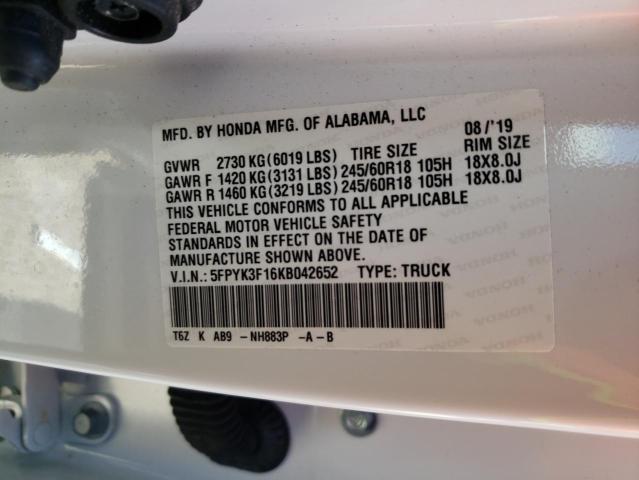 MFD. BY HONDA MFG. OF ALABAMA, LLC 08/'19
GVWR 2730 KG(6019 LBS) TIRE SIZE RIM SIZE
GAWR F 1420 KG(3131 LBS) 245/60R18 105H 18X8.0J
GAWR R 1460 KG(3219 LBS) 245/60R18 105H 18X8.0J
THIS VEHICLE CONFORMS TO ALL APPLICABLE
FEDERAL MOTOR VEHICLE SAFETY
STANDARDS IN EFFECT ON THE DATE OF
MANUFACTURE SHOWN ABOVE.
V.I.N.: 5FPYK3F16KB042652 TYPE: TRUCK
T6Z K AB9 -NH883P -A-B